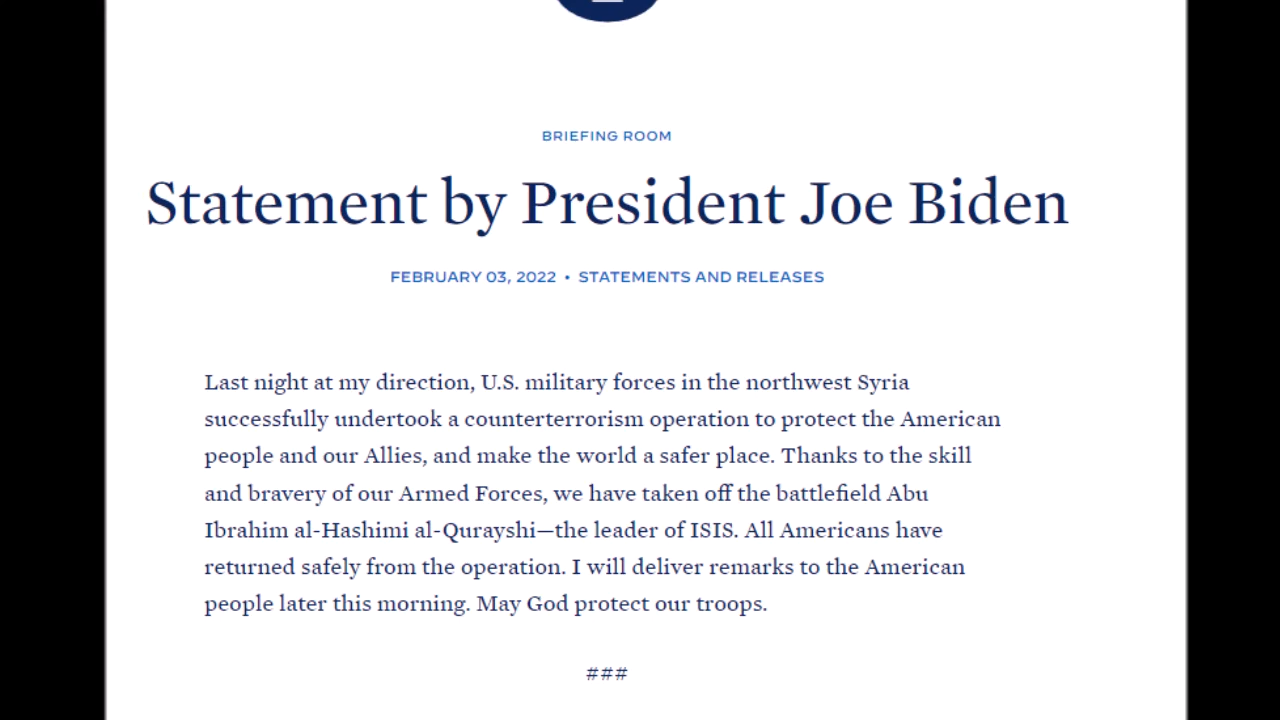 BRIEFING ROOM
Statement by President Joe Biden
FEBRUARY 03, 2022 • STATEMENTS AND RELEASES
Last night at my direction, U.S. military forces in the northwest Syria
successfully undertook a counterterrorism operation to protect the American
people and our Allies, and make the world a safer place. Thanks to the skill
and bravery of our Armed Forces, we have taken off the battlefield Abu
Ibrahim al-Hashimi al-Qurayshi—the leader of ISIS. All Americans have
returned safely from the operation. I will deliver remarks to the American
people later this morning. May God protect our troops.
###